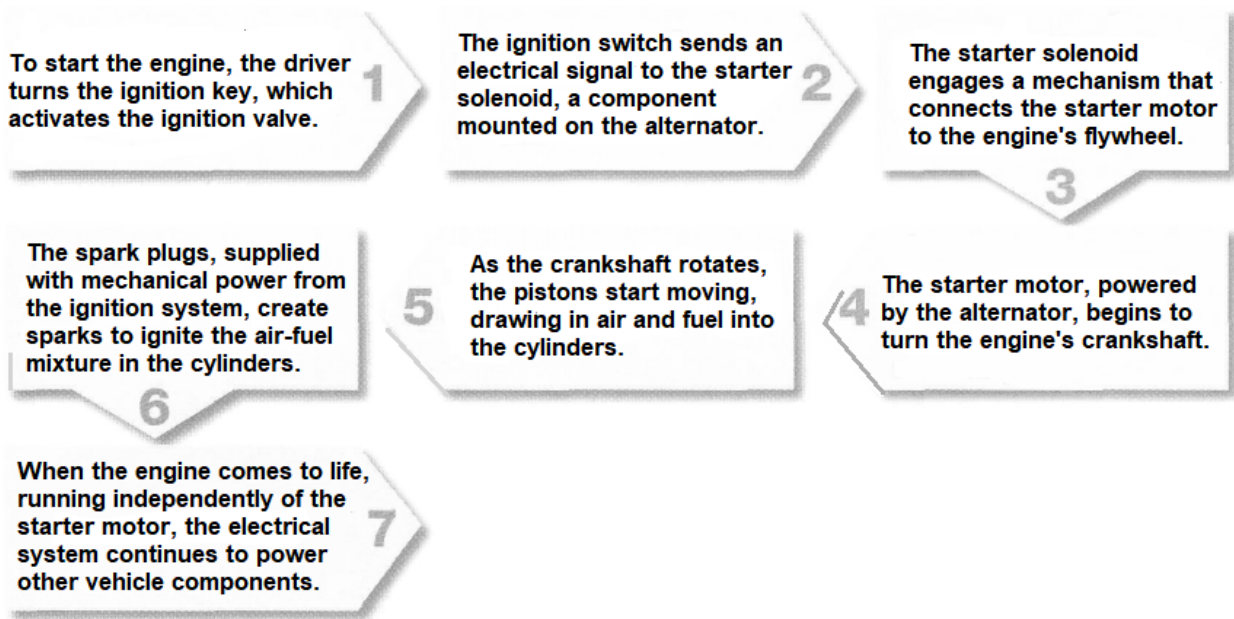 To start the engine, the driver
turns the ignition key, which
activates the ignition valve.
1
The ignition switch sends an
electrical signal to the starter
solenoid, a component
mounted on the alternator.
2
The starter solenoid
engages a mechanism that
connects the starter motor
to the engine's flywheel.
3
The starter motor, powered
by the alternator, begins to
turn the engine's crankshaft.
4
As the crankshaft rotates,
the pistons start moving,
drawing in air and fuel into
the cylinders.
5
The spark plugs, supplied
with mechanical power from
the ignition system, create
sparks to ignite the air-fuel
mixture in the cylinders.
6
When the engine comes to life,
running independently of the
starter motor, the electrical
system continues to power
other vehicle components.
7